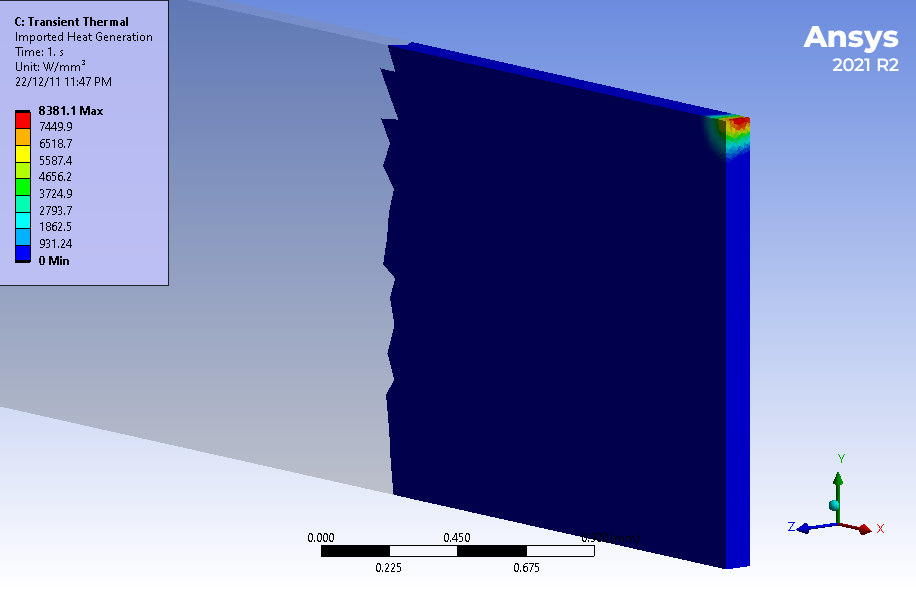 C: Transient Thermal
Imported Heat Generation
Time: 1. s
Unit: W/mm³
22/12/11 11:47 PM
8381.1 Max
7449.9
6518.7
5587.4
4656.2
3724.9
2793.7
1862.5
931.24
0 Min
Ansys
2021 R2
0.000
0.450
0.225
0.675
Y
Z
X